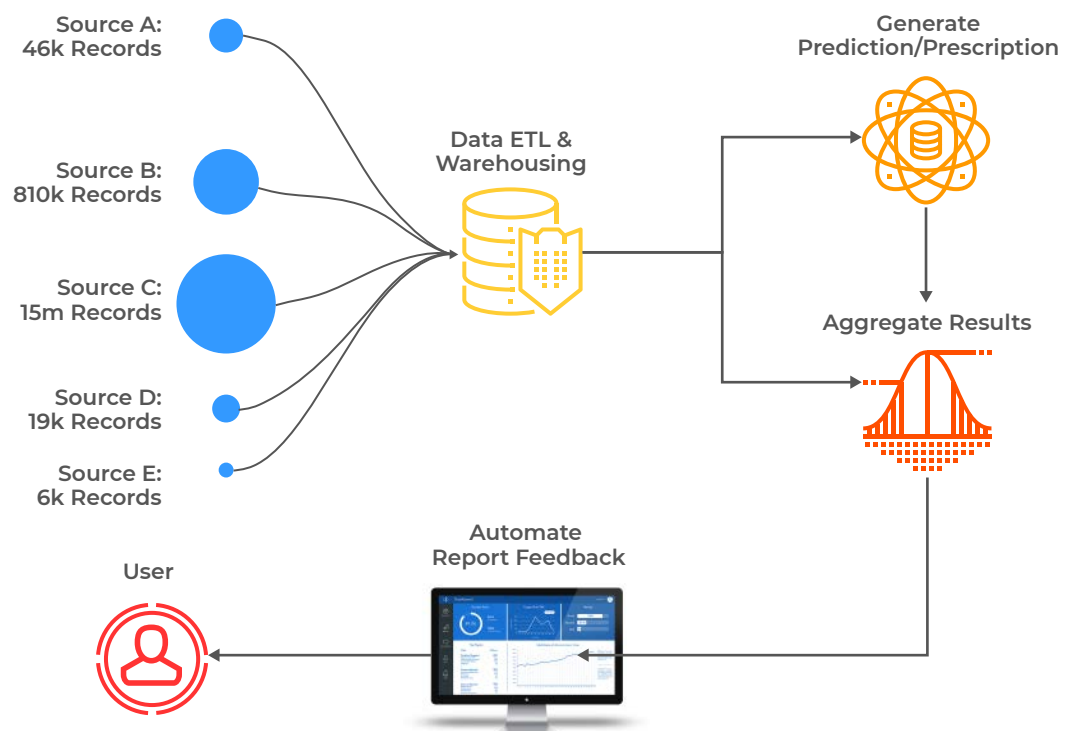 Source A:
46k Records
Source B:
810k Records
Source C:
15m Records
Source D:
19k Records
Source E:
6k Records
Data ETL &
Warehousing
Generate
Prediction/Prescription
Aggregate Results
Automate
Report Feedback
User